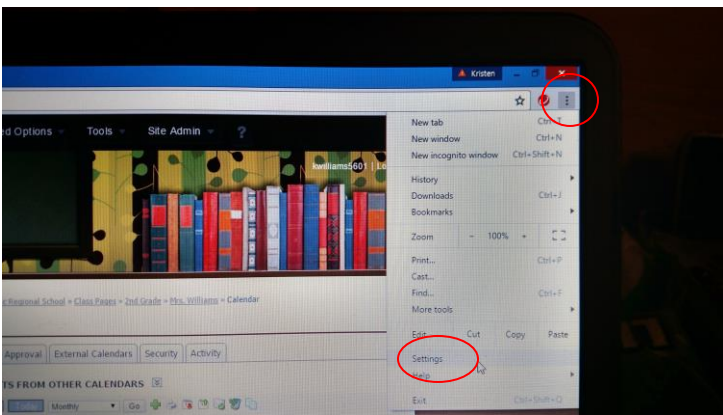 Kristen
ed Options Tools Site Admin ?
kwilliams5601 | Lo
New tab Ctrl+T
New window Ctrl+N
New incognito window Ctrl+Shift+N
History
Downloads Ctrl+J
Bookmarks
Zoom - 100% +
Print... Ctrl+P
Cast...
Find... Ctrl+F
More tools
Edit Cut Copy Paste
Settings
Help
Exit Ctrl+Shift+Q
c Regional School » Class Pages » 2nd Grade » Mrs. Williams » Calendar
Approval External Calendars Security Activity
TS FROM OTHER CALENDARS
Monthly Go